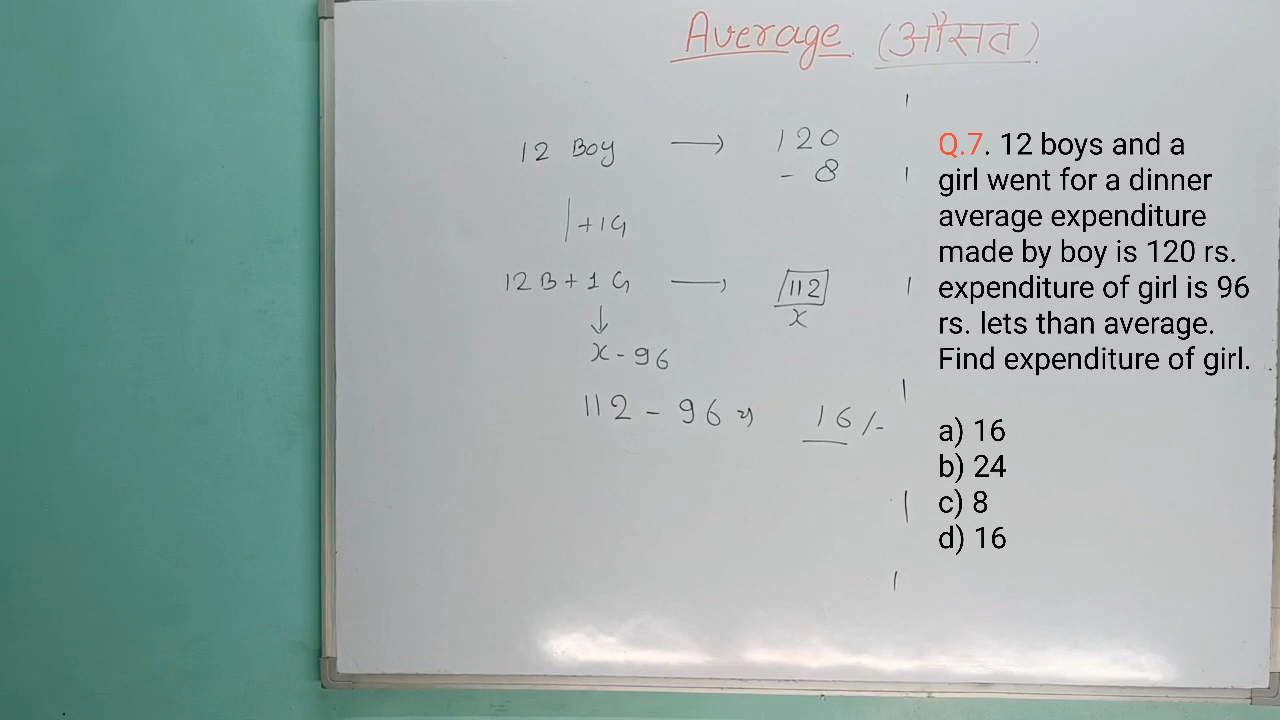 Average (औसत)
12 Boy → 120
- 8
+1G
12B + 1G → 112
x
↓
x - 96
112 - 96 ⇒ 16/-
Q.7. 12 boys and a
girl went for a dinner
average expenditure
made by boy is 120 rs.
expenditure of girl is 96
rs. lets than average.
Find expenditure of girl.
a) 16
b) 24
c) 8
d) 16